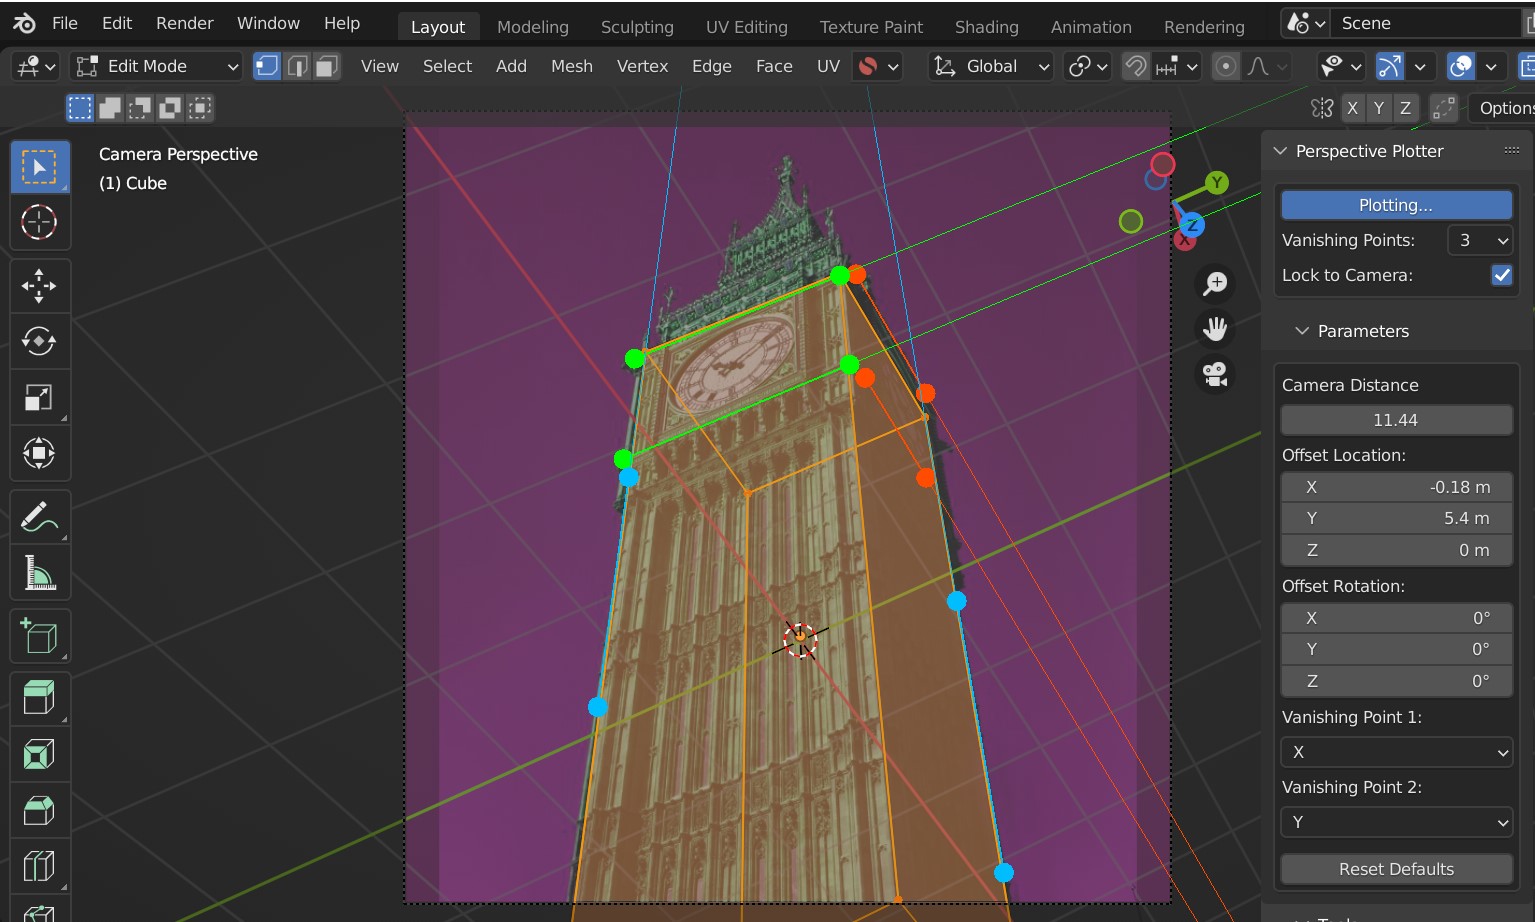 File Edit Render Window Help Layout Modeling Sculpting UV Editing Texture Paint Shading Animation Rendering Scene
Edit Mode View Select Add Mesh Vertex Edge Face UV Global
X Y Z Options
Camera Perspective
(1) Cube
Y
Z
X
Perspective Plotter
Plotting...
Vanishing Points: 3
Lock to Camera:
Parameters
Camera Distance
11.44
Offset Location:
X -0.18 m
Y 5.4 m
Z 0 m
Offset Rotation:
X 0°
Y 0°
Z 0°
Vanishing Point 1:
X
Vanishing Point 2:
Y
Reset Defaults